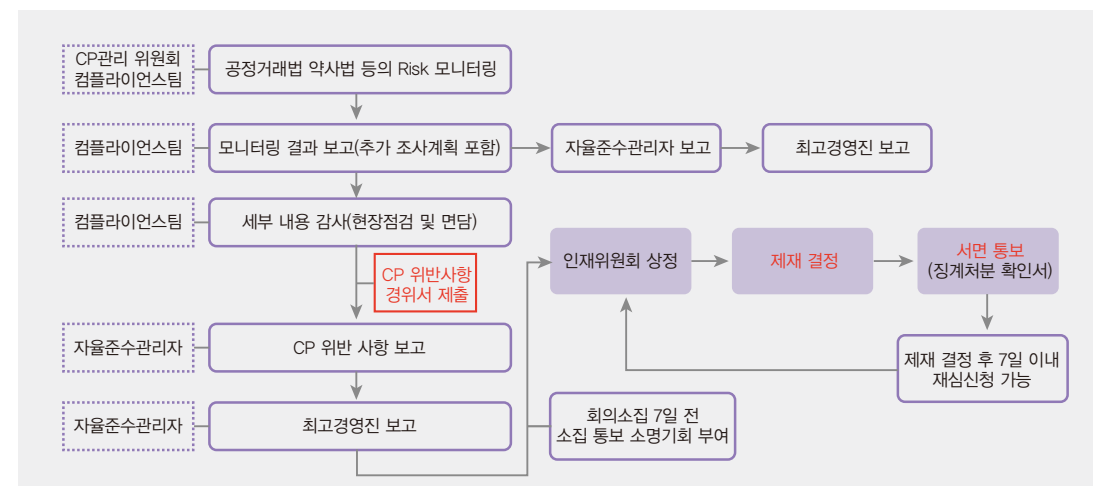 CP관리 위원회
컴플라이언스팀
공정거래법 약사법 등의 Risk 모니터링
컴플라이언스팀
모니터링 결과 보고(추가 조사계획 포함)
자율준수관리자 보고
최고경영진 보고
컴플라이언스팀
세부 내용 감사(현장점검 및 면담)
CP 위반사항
경위서 제출
인재위원회 상정
제재 결정
서면 통보
(징계처분 확인서)
자율준수관리자
CP 위반 사항 보고
제재 결정 후 7일 이내
재심신청 가능
자율준수관리자
최고경영진 보고
회의소집 7일 전
소집 통보 소명기회 부여